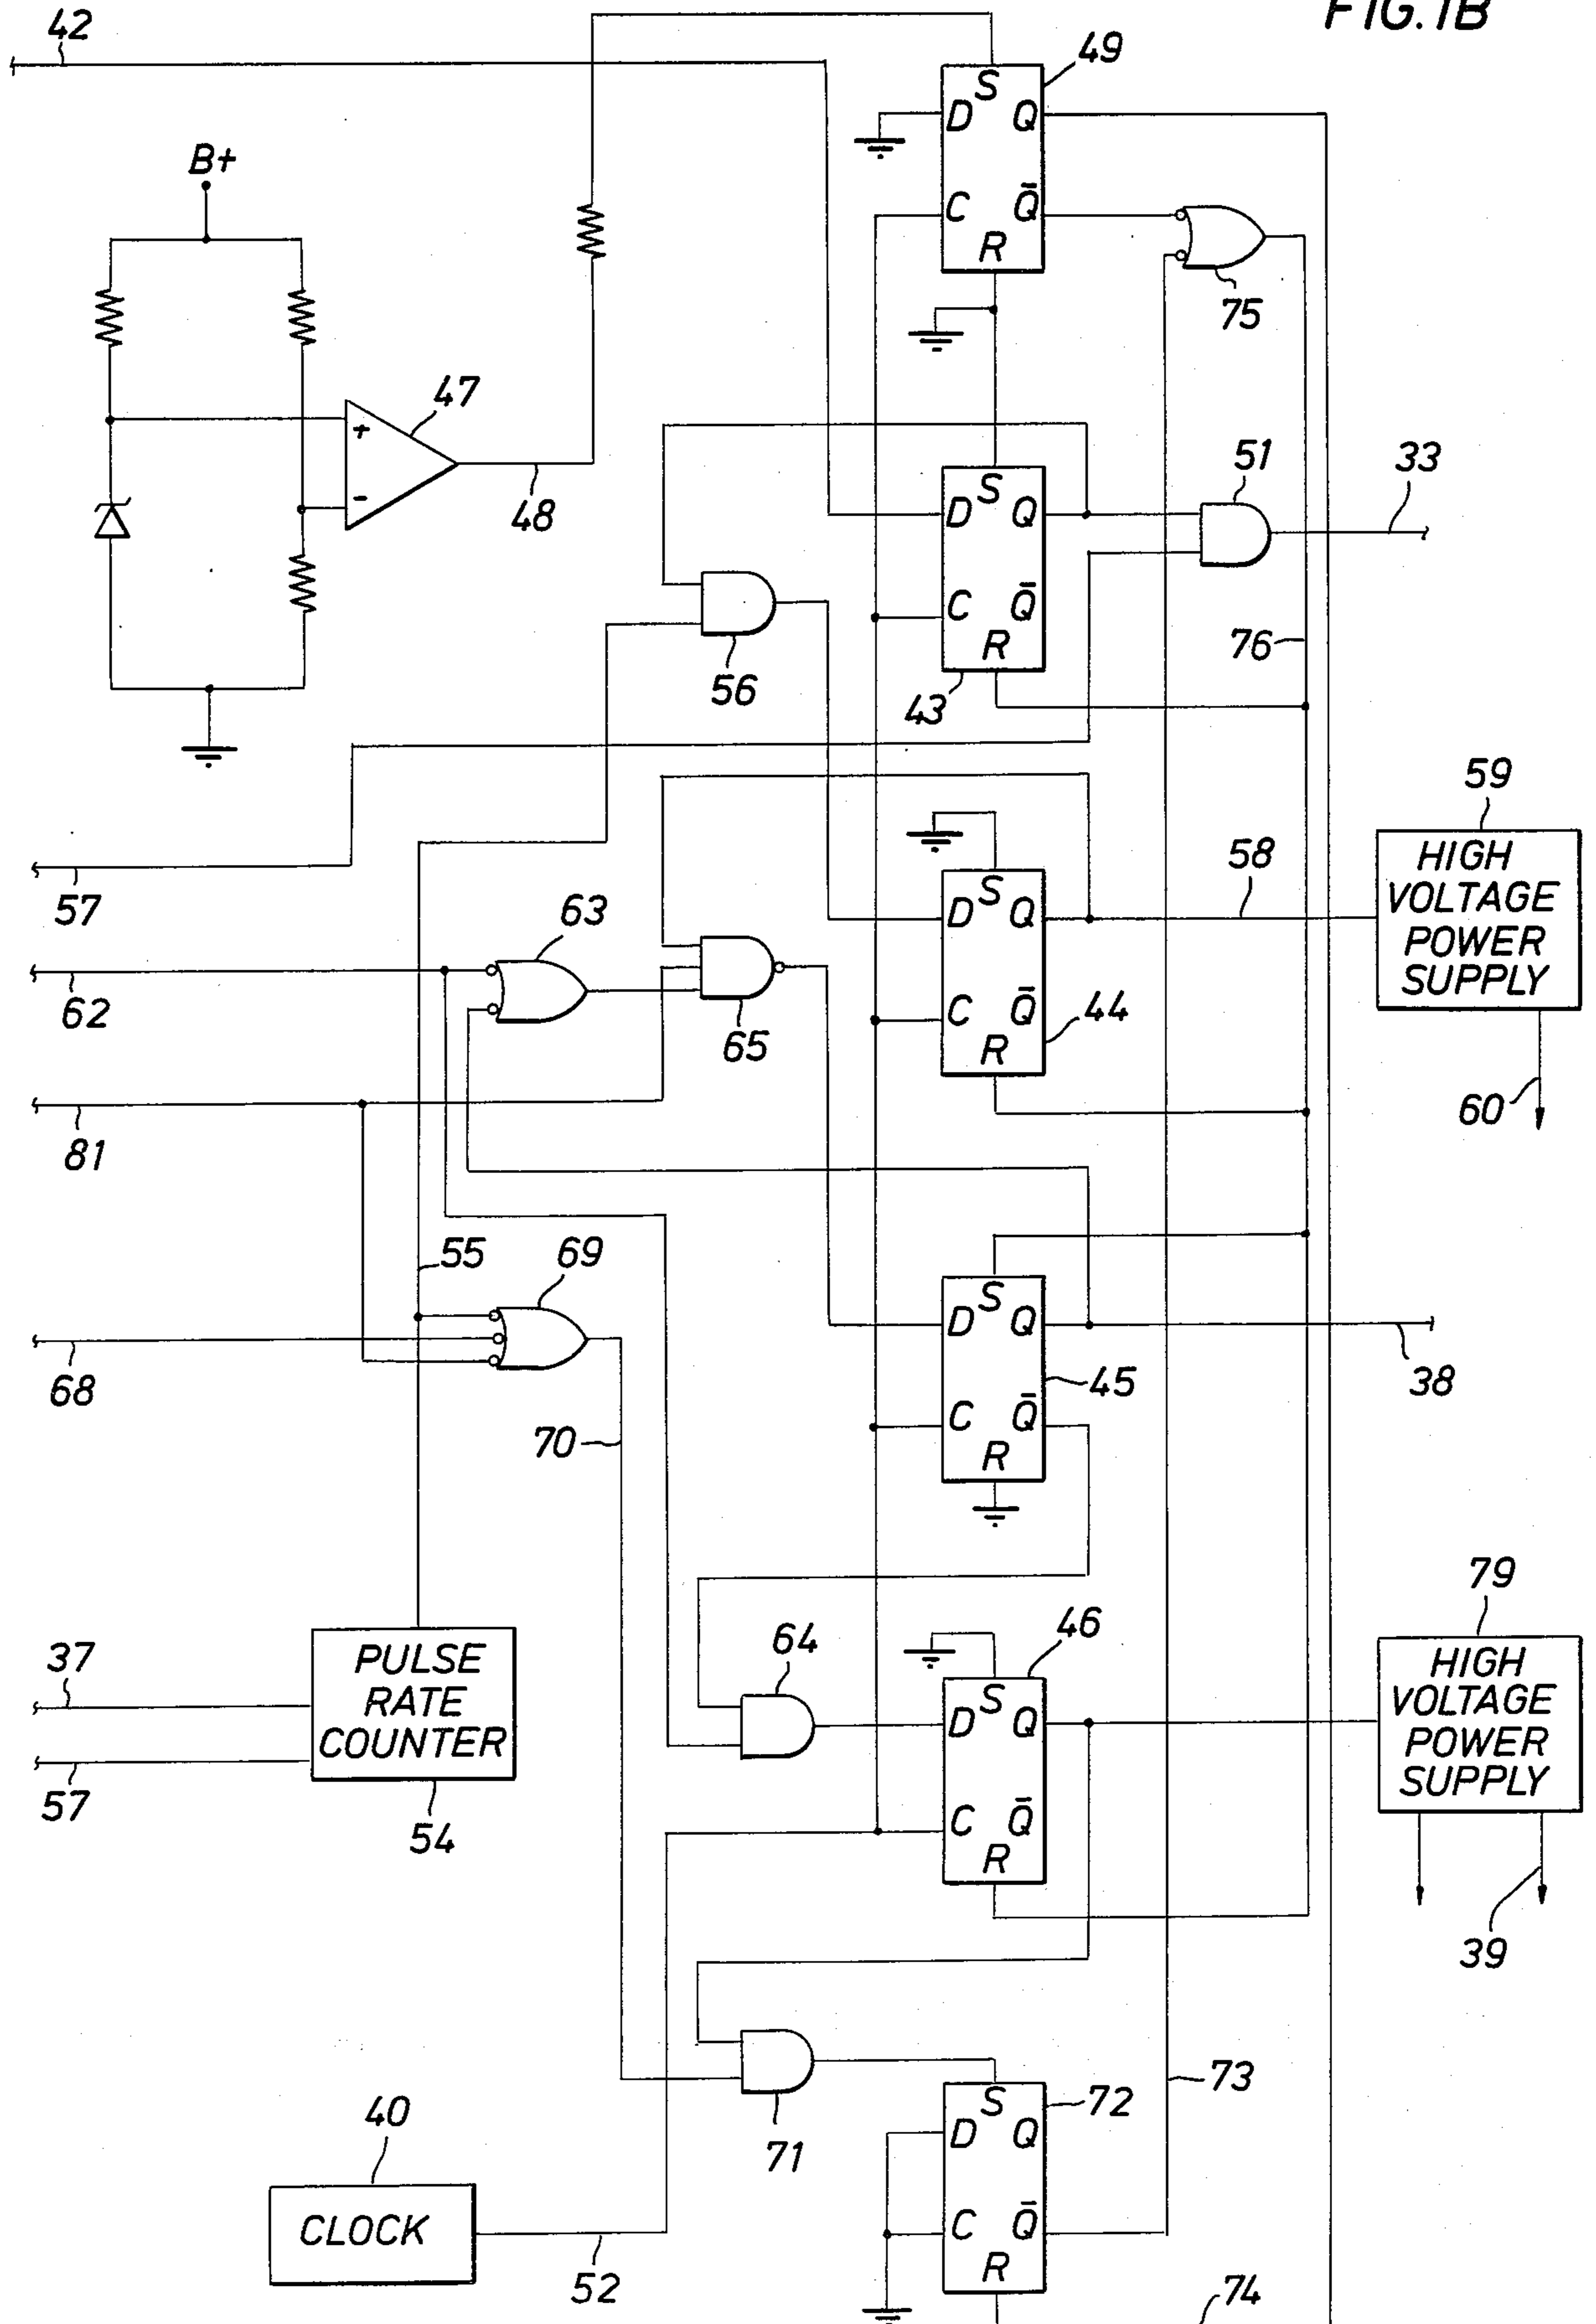 FIG. 1B
42
49
S
D Q
C Q̄
R
75
B+
47
+
-
48
51
33
S
D Q
C Q̄
R
56
43
76
57
59
HIGH
VOLTAGE
POWER
SUPPLY
58
63
S
D Q
62
65
C Q̄
R
44
60
81
55
69
S
D Q
68
C Q̄
R
45
38
70
79
HIGH
VOLTAGE
POWER
SUPPLY
37
PULSE
RATE
COUNTER
57
54
64
46
S
D Q
C Q̄
R
39
71
73
72
S
D Q
C Q̄
R
40
CLOCK
52
74